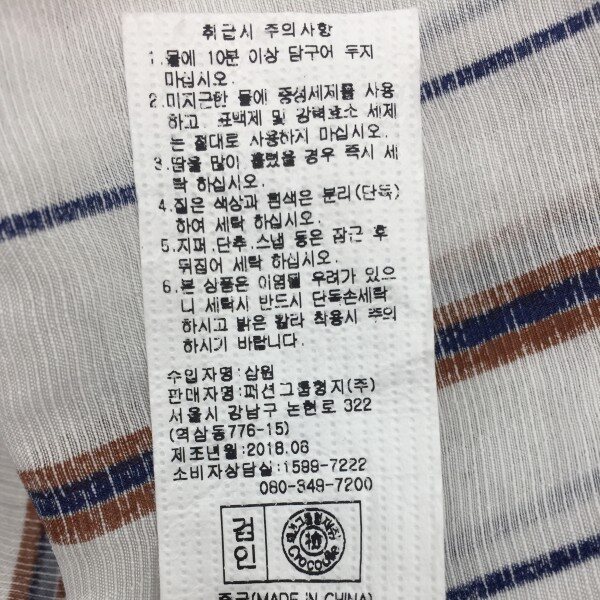 취급시 주의사항
1.물에 10분 이상 담구어 두지
마십시오.
2.미지근한 물에 중성세제를 사용
하고, 표백제 및 강력효소 세제
는 절대로 사용하지 마십시오.
3.땀을 많이 흘렸을 경우 즉시 세
탁 하십시오.
4.짙은 색상과 흰색은 분리(단독)
하여 세탁 하십시오.
5.지퍼,단추,스냅 등은 잠근 후
뒤집어 세탁 하십시오.
6.본 상품은 이염될 우려가 있으
니 세탁시 반드시 단독손세탁
하시고 밝은 칼라 착용시 주의
하시기 바랍니다.
수입자명:삼원
판매자명:패션그룹형지(주)
서울시 강남구 논현로 322
(역삼동776-15)
제조년월:2018.08
소비자상담실:1599-7222
080-349-7200
검인
CROCODILE
중국(MADE IN CHINA)